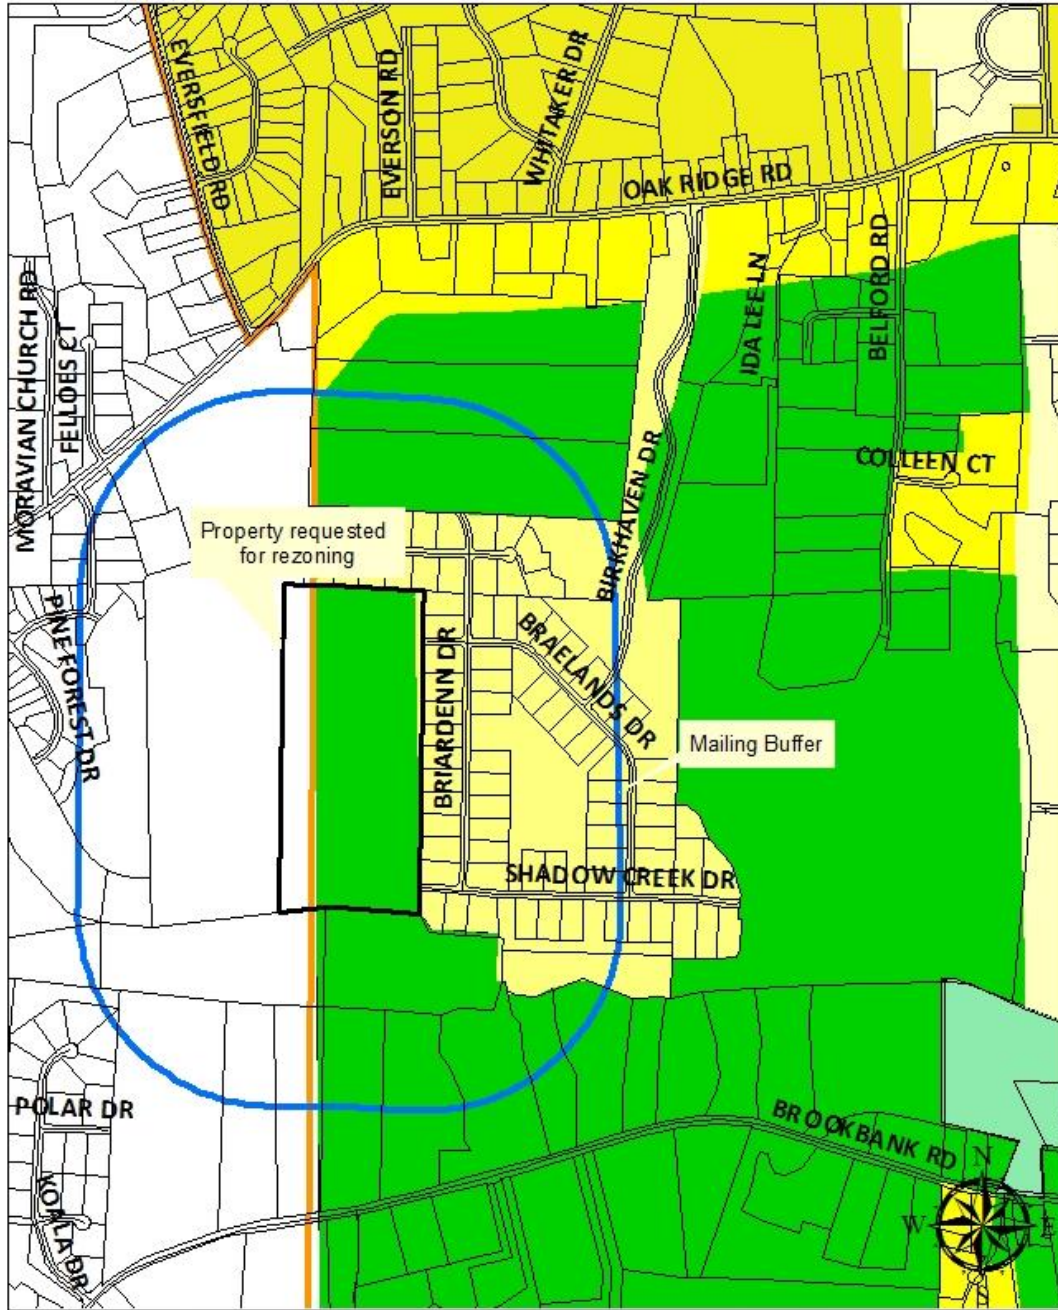 EVERSFIELD RD
EVERSON RD
WHITAKER DR
OAK RIDGE RD
MORAVIAN CHURCH RD
FELLOES CT
IDA LEE LN
BELFORD RD
COLLEEN CT
BIRKHAVEN DR
Property requested
for rezoning
PINE FOREST DR
BRIARDENN DR
BRAELANDS DR
Mailing Buffer
SHADOW CREEK DR
POLAR DR
KOALA DR
BROOKBANK RD
N
W
E
S